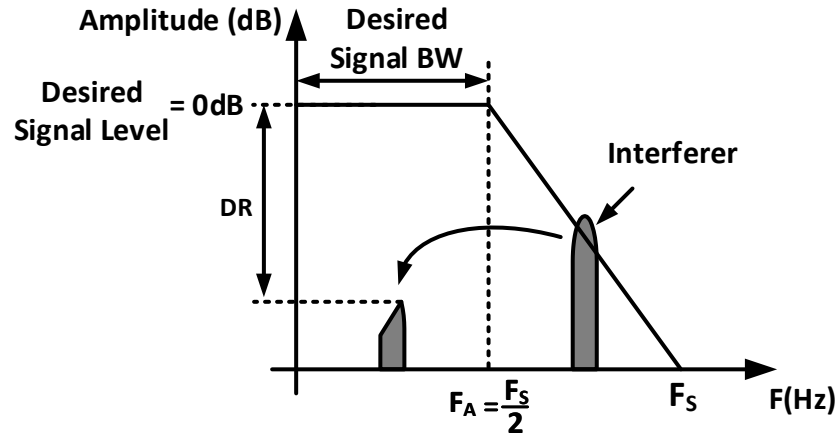 Amplitude (dB)
Desired
Signal BW
Desired
Signal Level
= 0dB
Interferer
DR
F_A = F_S/2
F_S
F(Hz)